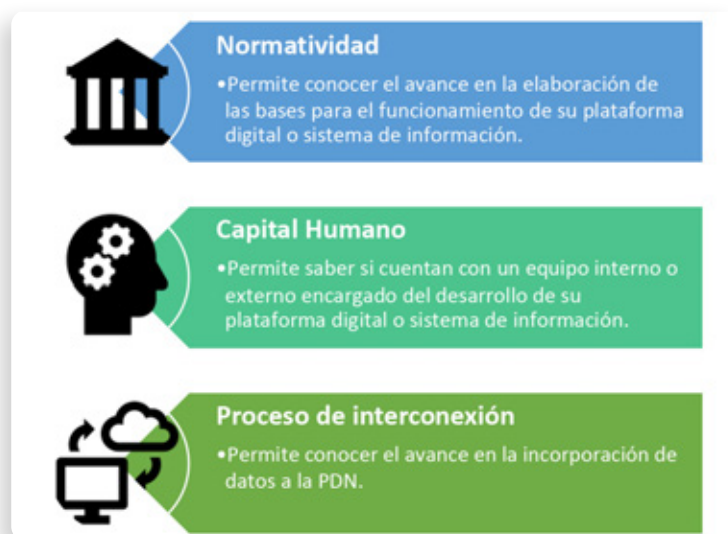 Normatividad
•Permite conocer el avance en la elaboración de
las bases para el funcionamiento de su plataforma
digital o sistema de información.
Capital Humano
•Permite saber si cuentan con un equipo interno o
externo encargado del desarrollo de su
plataforma digital o sistema de información.
Proceso de interconexión
•Permite conocer el avance en la incorporación de
datos a la PDN.